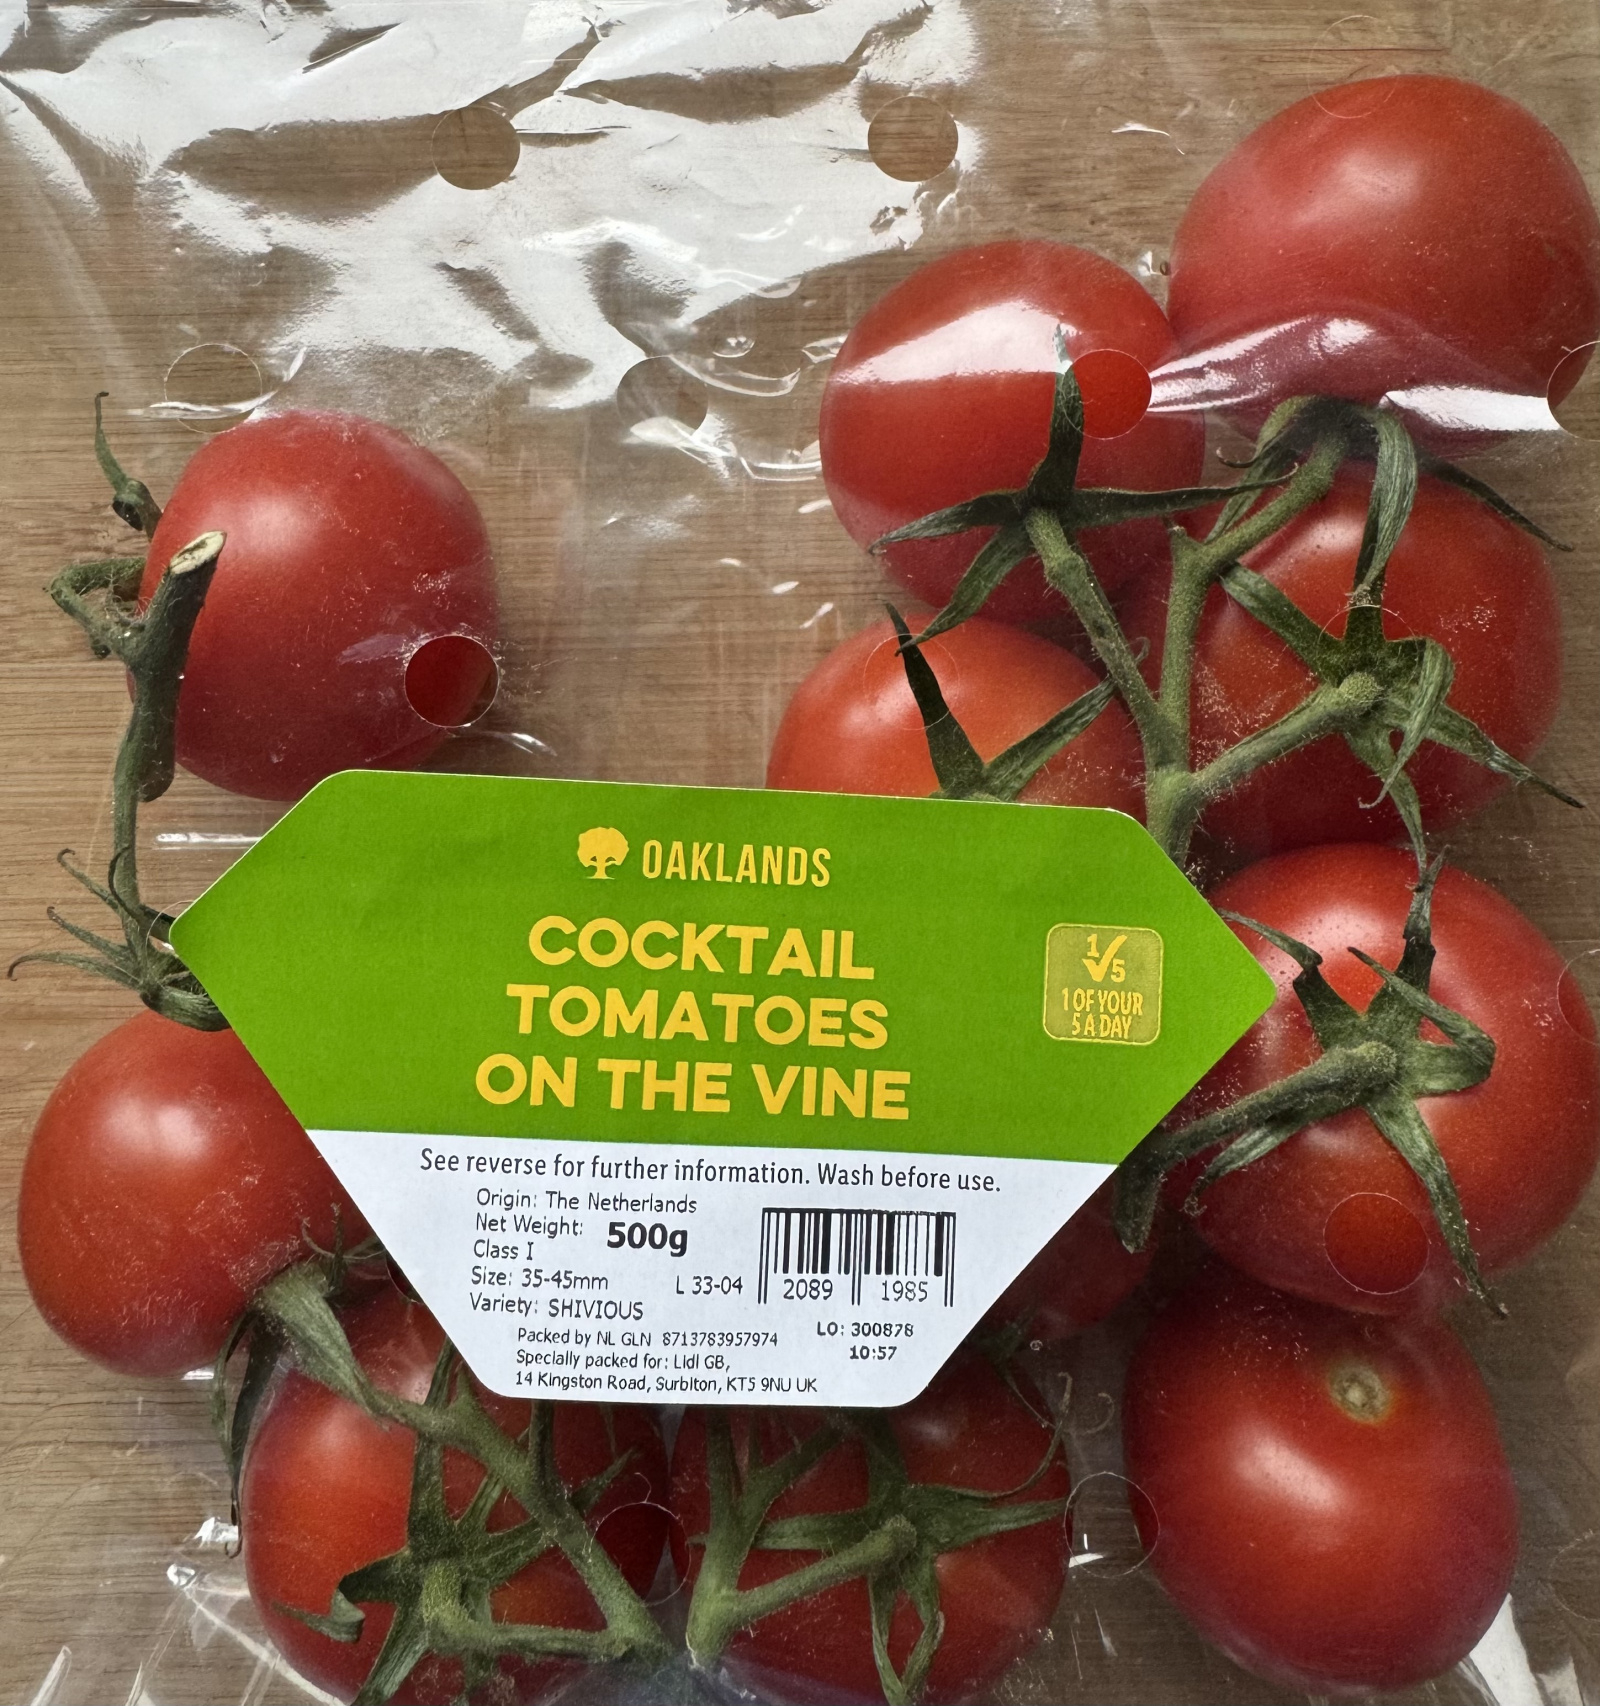 OAKLANDS
COCKTAIL
TOMATOES
ON THE VINE
1/5
1 OF YOUR
5 A DAY
See reverse for further information. Wash before use.
Origin: The Netherlands
Net Weight: 500g
Class I
Size: 35-45mm
L 33-04
Variety: SHIVIOUS
2089 1985
Packed by NL GLN 8713783957974
Specially packed for: Lidl GB,
14 Kingston Road, Surbiton, KT5 9NU UK
LO: 300878
10:57